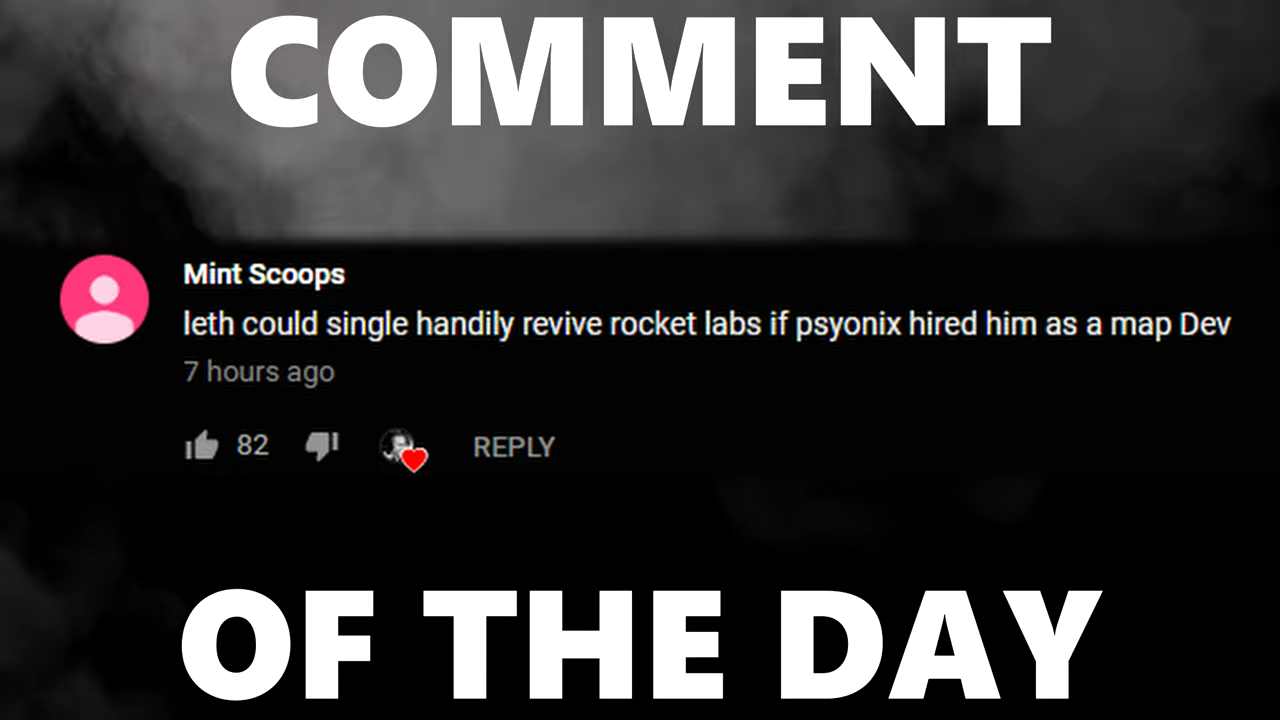 COMMENT
Mint Scoops
leth could single handily revive rocket labs if psyonix hired him as a map Dev
7 hours ago
82 REPLY
OF THE DAY